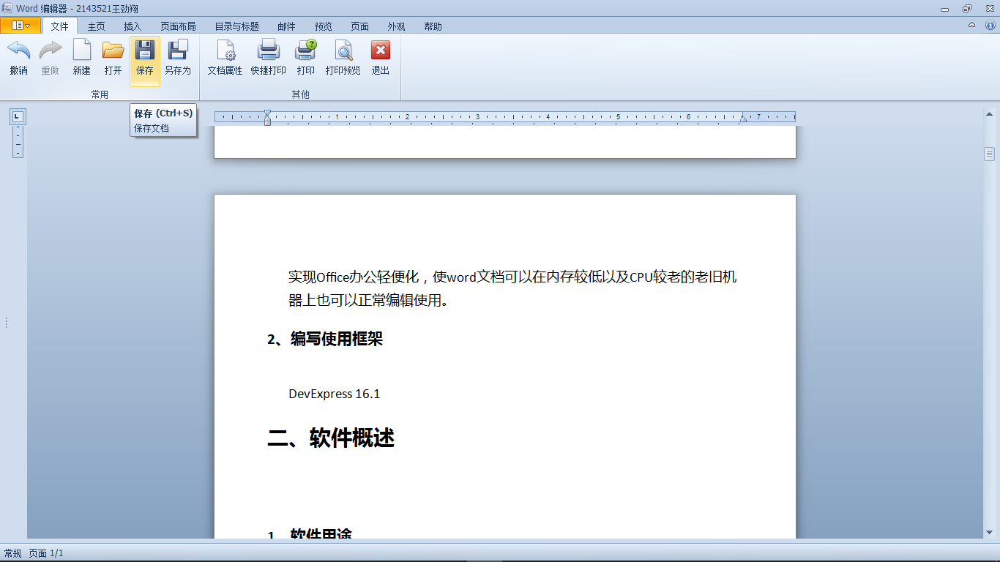 Word 编辑器 - 2143521王劲翔
文件 主页 插入 页面布局 目录与标题 邮件 预览 页面 外观 帮助
撤销 重做 新建 打开 保存 另存为 文档属性 快捷打印 打印 打印预览 退出
常用 其他
保存 (Ctrl+S)
保存文档
1 2 3 4 5 6 7
实现Office办公轻便化，使word文档可以在内存较低以及CPU较老的老旧机
器上也可以正常编辑使用。
2、编写使用框架
DevExpress 16.1
二、软件概述
1、软件用途
常规 页面 1/1